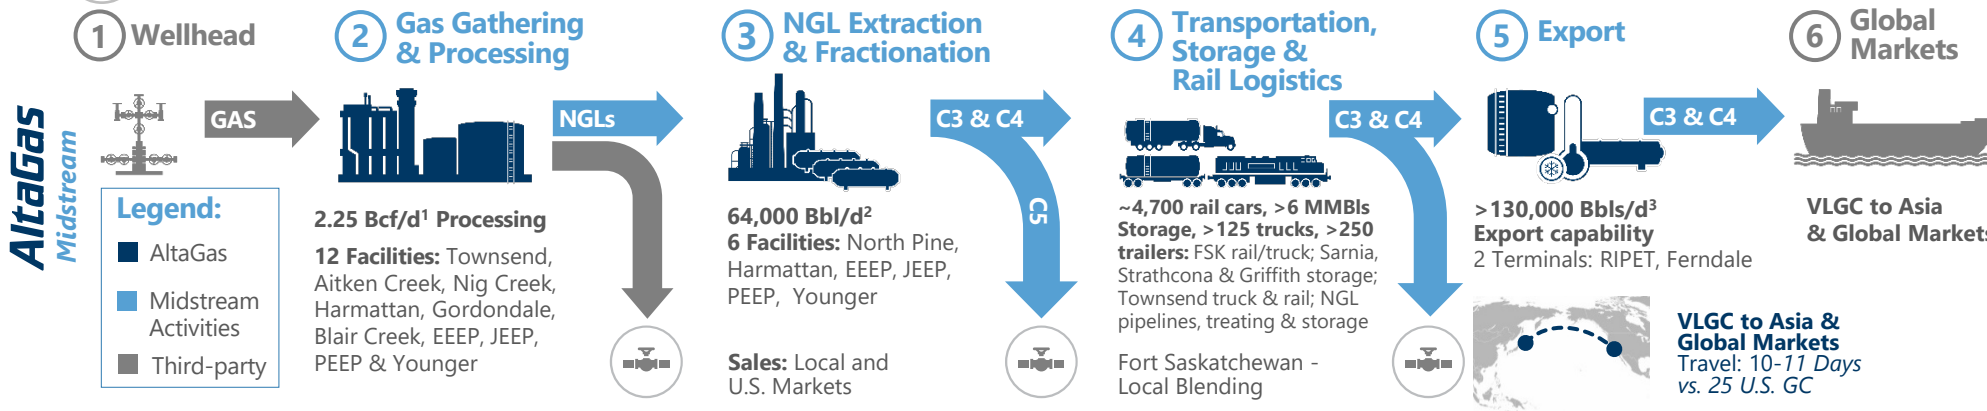 AltaGas
Midstream
1 Wellhead
GAS
Legend:
AltaGas
Midstream
Activities
Third-party
2 Gas Gathering
& Processing
NGLs
2.25 Bcf/d¹ Processing
12 Facilities: Townsend,
Aitken Creek, Nig Creek,
Harmattan, Gordondale,
Blair Creek, EEEP, JEEP,
PEEP & Younger
3 NGL Extraction
& Fractionation
C3 & C4
C5
64,000 Bbl/d²
6 Facilities: North Pine,
Harmattan, EEEP, JEEP,
PEEP, Younger
Sales: Local and
U.S. Markets
4 Transportation,
Storage &
Rail Logistics
C3 & C4
~4,700 rail cars, >6 MMBls
Storage, >125 trucks, >250
trailers: FSK rail/truck; Sarnia,
Strathcona & Griffith storage;
Townsend truck & rail; NGL
pipelines, treating & storage
Fort Saskatchewan -
Local Blending
5 Export
C3 & C4
>130,000 Bbls/d³
Export capability
2 Terminals: RIPET, Ferndale
VLGC to Asia &
Global Markets
Travel: 10-11 Days
vs. 25 U.S. GC
6 Global
Markets
VLGC to Asia
& Global Markets